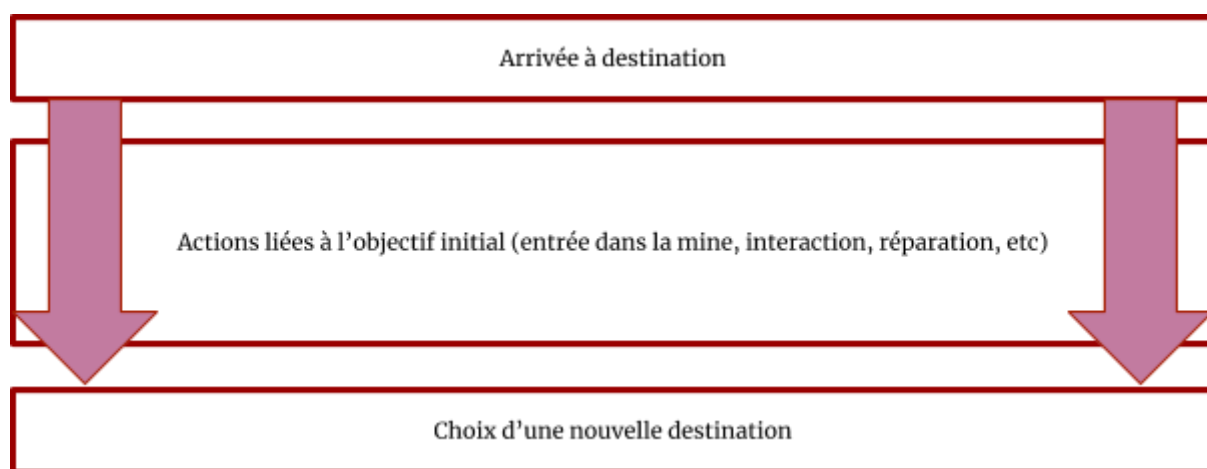 Arrivée à destination
Actions liées à l’objectif initial (entrée dans la mine, interaction, réparation, etc)
Choix d’une nouvelle destination